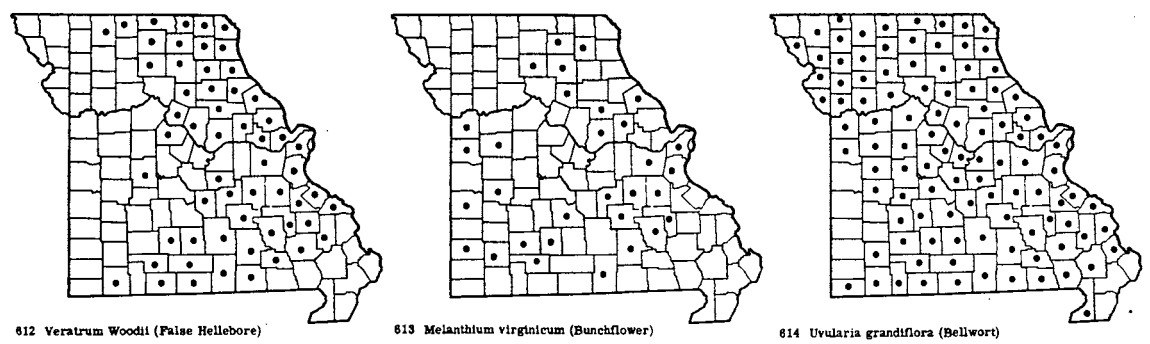 612 Veratrum Woodii (False Hellebore)
613 Melanthium virginicum (Bunchflower)
614 Uvularia grandiflora (Bellwort)